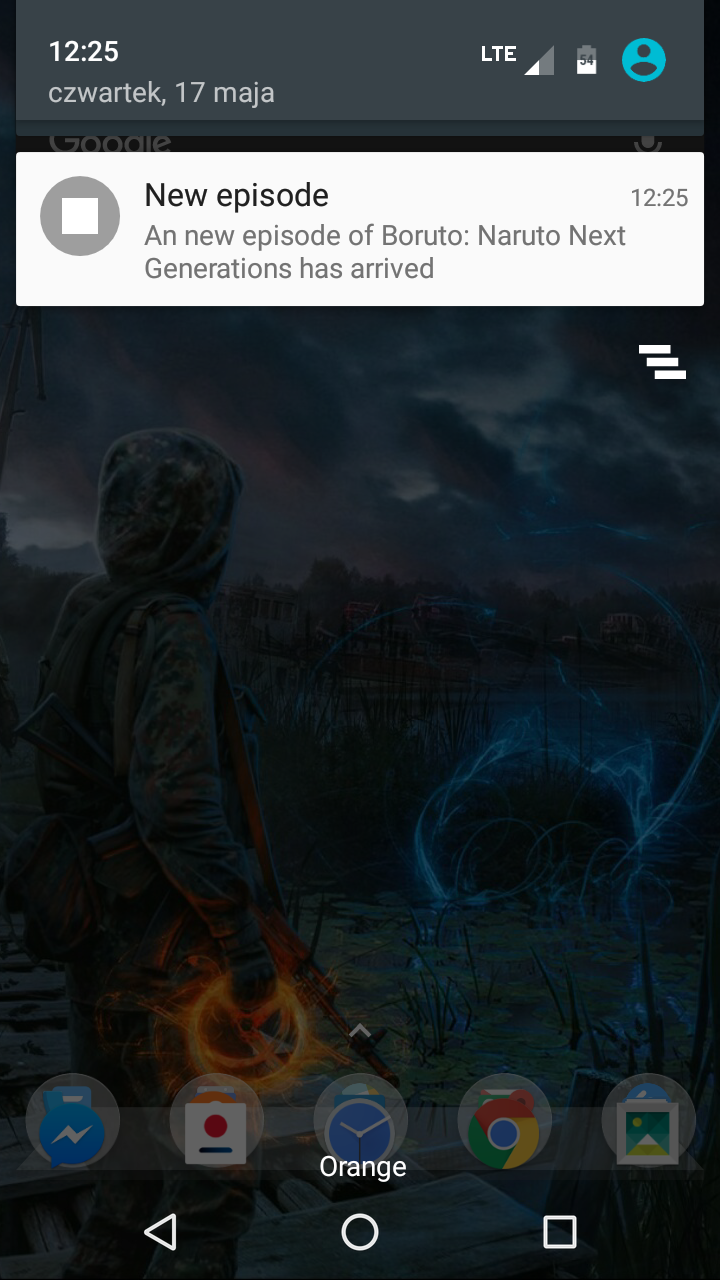 12:25
LTE
54
czwartek, 17 maja
Google
New episode
12:25
An new episode of Boruto: Naruto Next
Generations has arrived
Orange